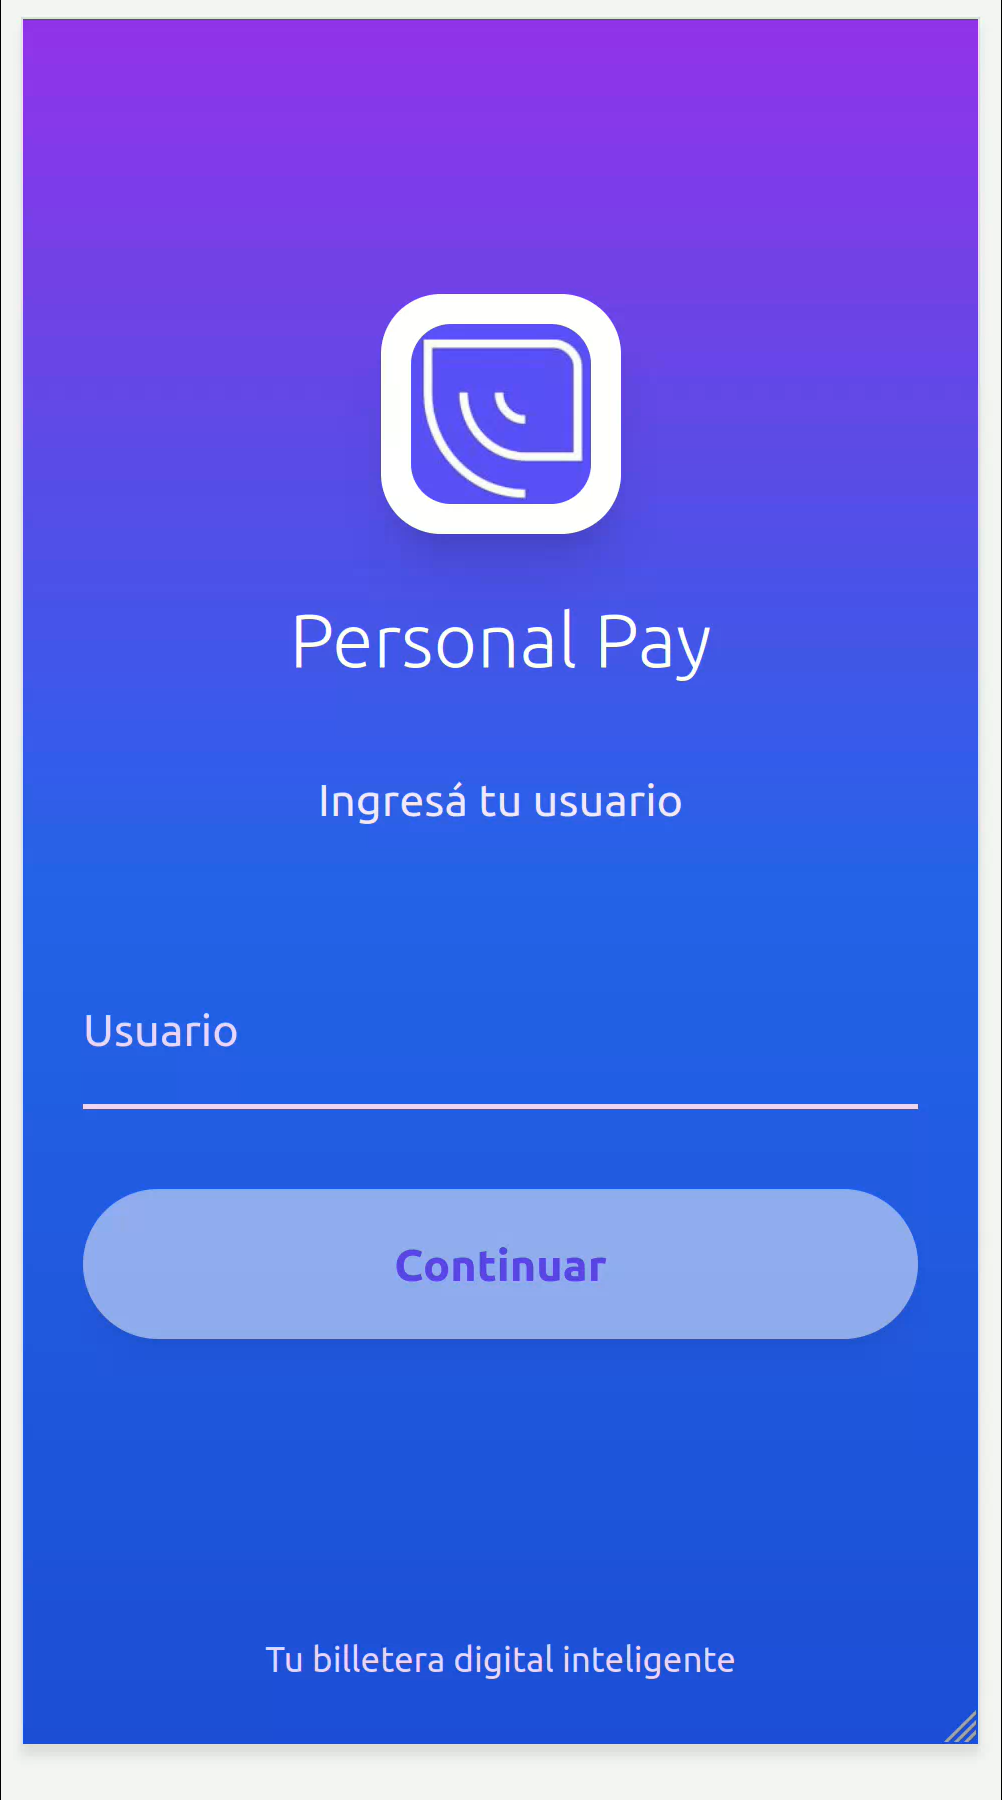 Personal Pay
Ingresá tu usuario
Usuario
Continuar
Tu billetera digital inteligente